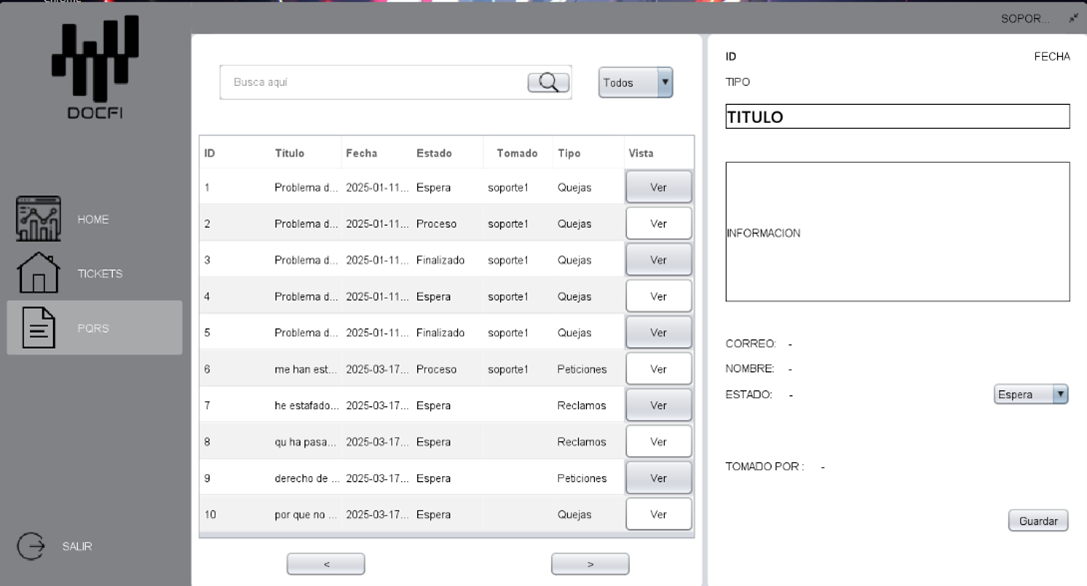 SOPOR...
DOCFI
HOME
TICKETS
PQRS
SALIR
Busca aquí
Todos
ID Titulo Fecha Estado Tomado Tipo Vista
1 Problema d... 2025-01-11... Espera soporte1 Quejas Ver
2 Problema d... 2025-01-11... Proceso soporte1 Quejas Ver
3 Problema d... 2025-01-11... Finalizado soporte1 Quejas Ver
4 Problema d... 2025-01-11... Espera soporte1 Quejas Ver
5 Problema d... 2025-01-11... Finalizado soporte1 Quejas Ver
6 me han est... 2025-03-17... Proceso soporte1 Peticiones Ver
7 he estafado... 2025-03-17... Espera Reclamos Ver
8 qu ha pasa... 2025-03-17... Espera Reclamos Ver
9 derecho de ... 2025-03-17... Espera Peticiones Ver
10 por que no ... 2025-03-17... Espera Quejas Ver
< >
ID FECHA
TIPO
TITULO
INFORMACION
CORREO: -
NOMBRE: -
ESTADO: - Espera
TOMADO POR : -
Guardar